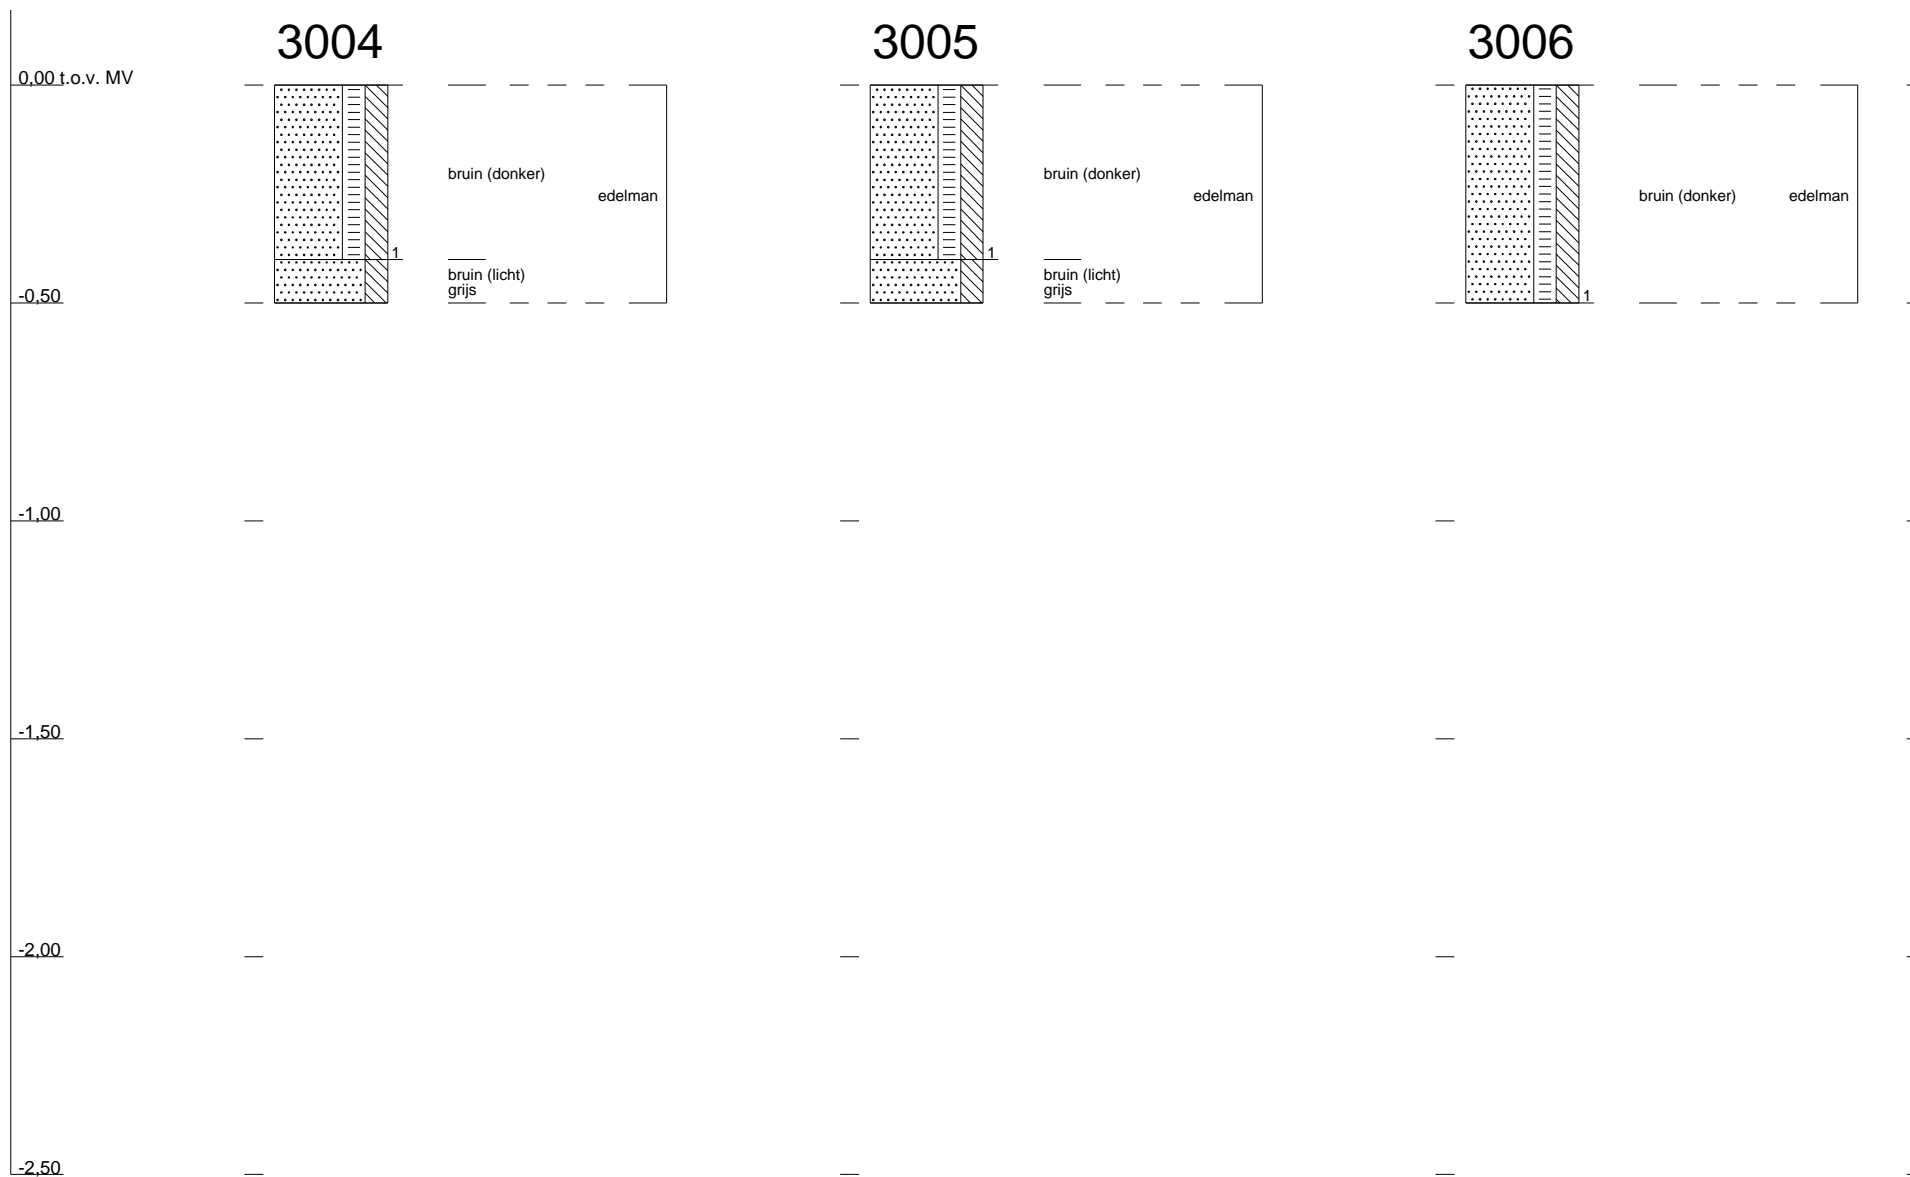 3004
3005
3006
0,00 t.o.v. MV
bruin (donker)
edelman
1
bruin (licht)
grijs
bruin (donker)
edelman
1
bruin (licht)
grijs
bruin (donker)
edelman
1
-0,50
-1,00
-1,50
-2,00
-2,50